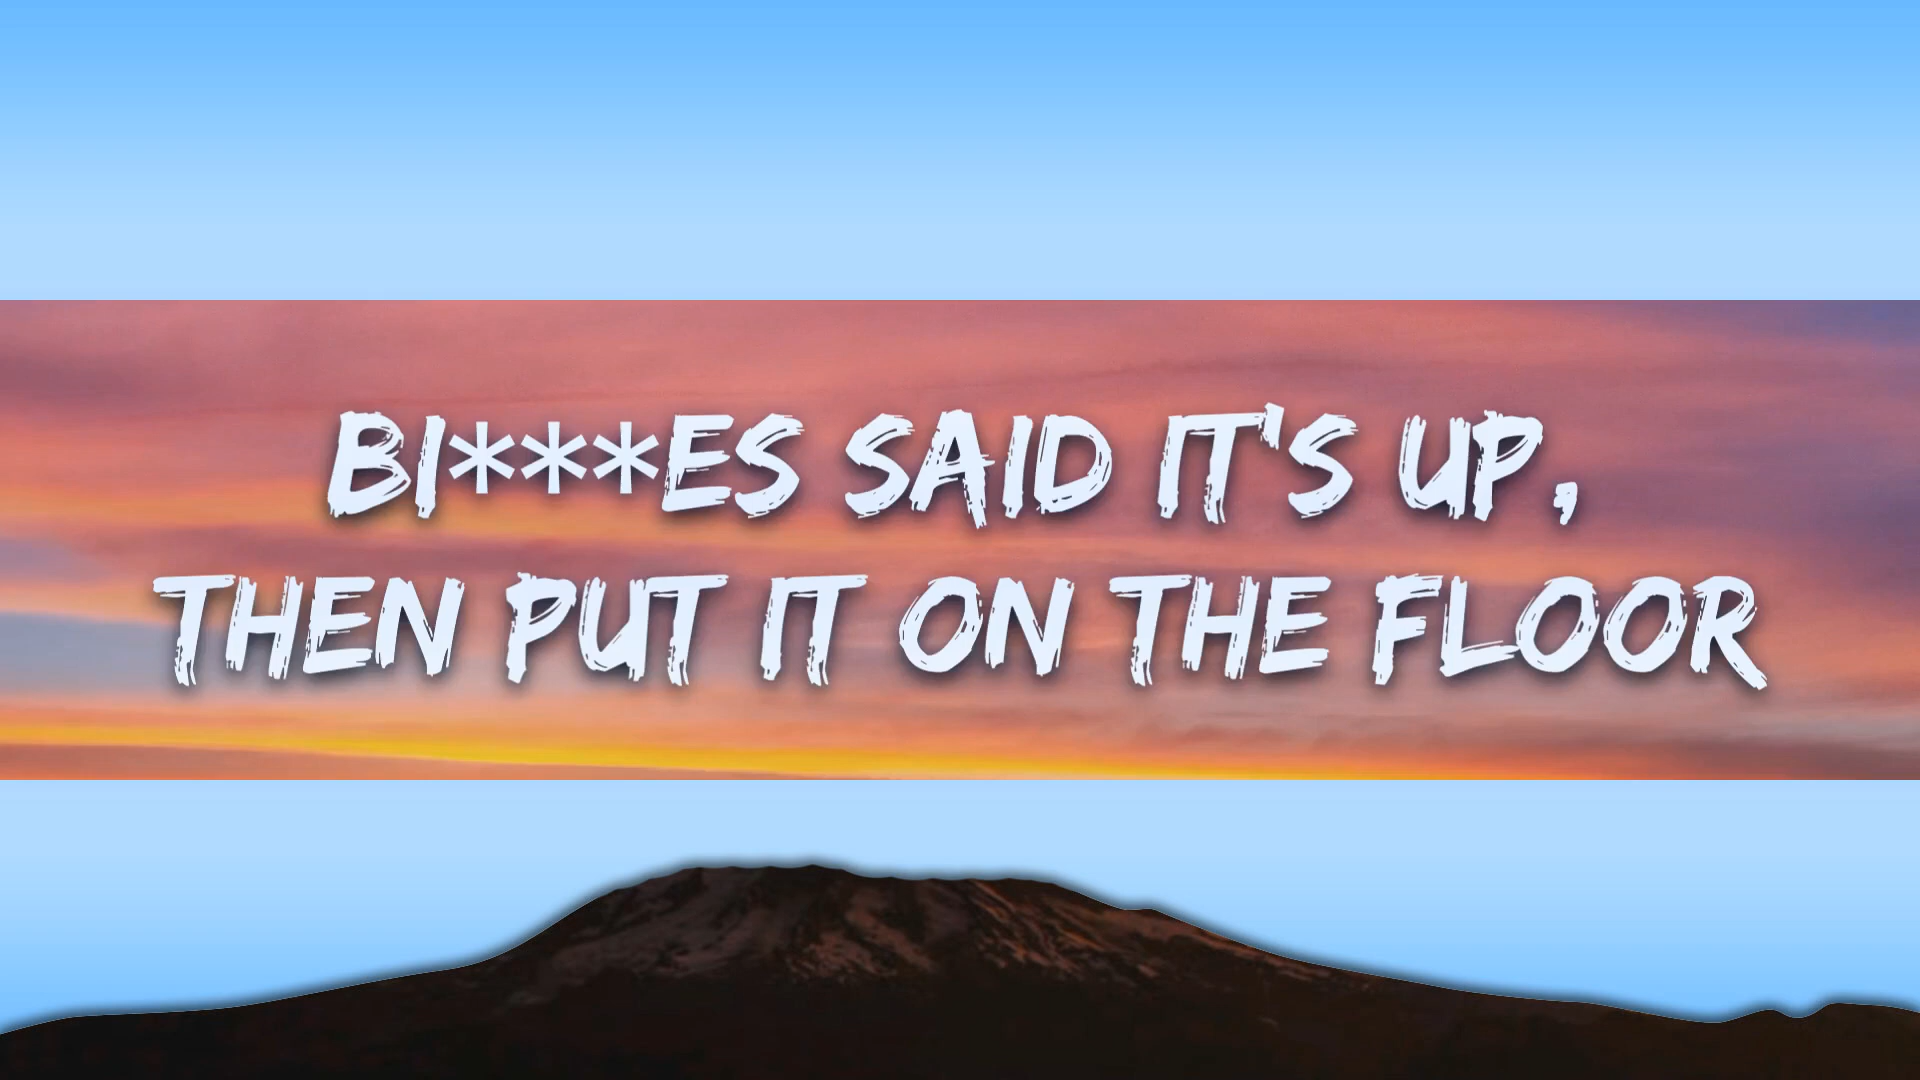 BI***ES SAID IT'S UP,
THEN PUT IT ON THE FLOOR